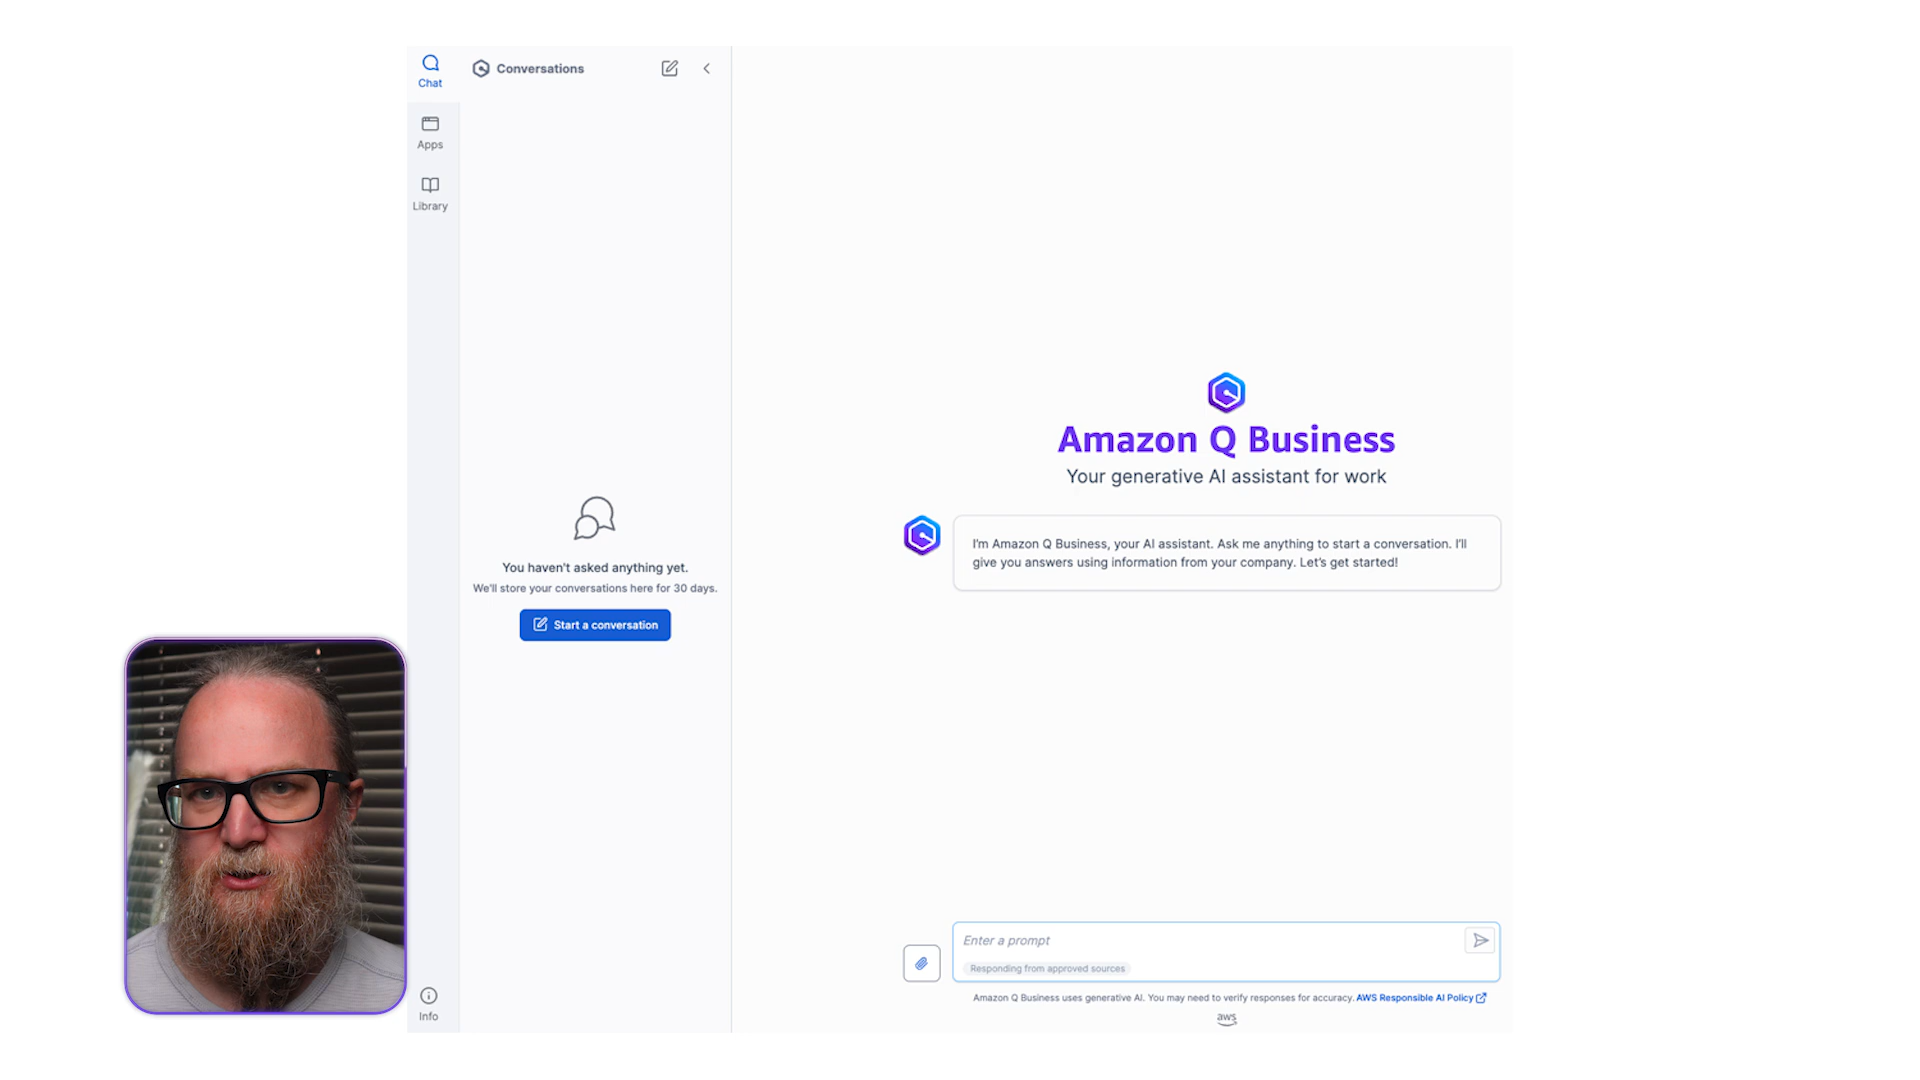 Chat
Conversations
Apps
Library
You haven't asked anything yet.
We'll store your conversations here for 30 days.
Start a conversation
Info
Amazon Q Business
Your generative AI assistant for work
I'm Amazon Q Business, your AI assistant. Ask me anything to start a conversation. I'll
give you answers using information from your company. Let's get started!
Enter a prompt
Responding from approved sources
Amazon Q Business uses generative AI. You may need to verify responses for accuracy. AWS Responsible AI Policy
aws